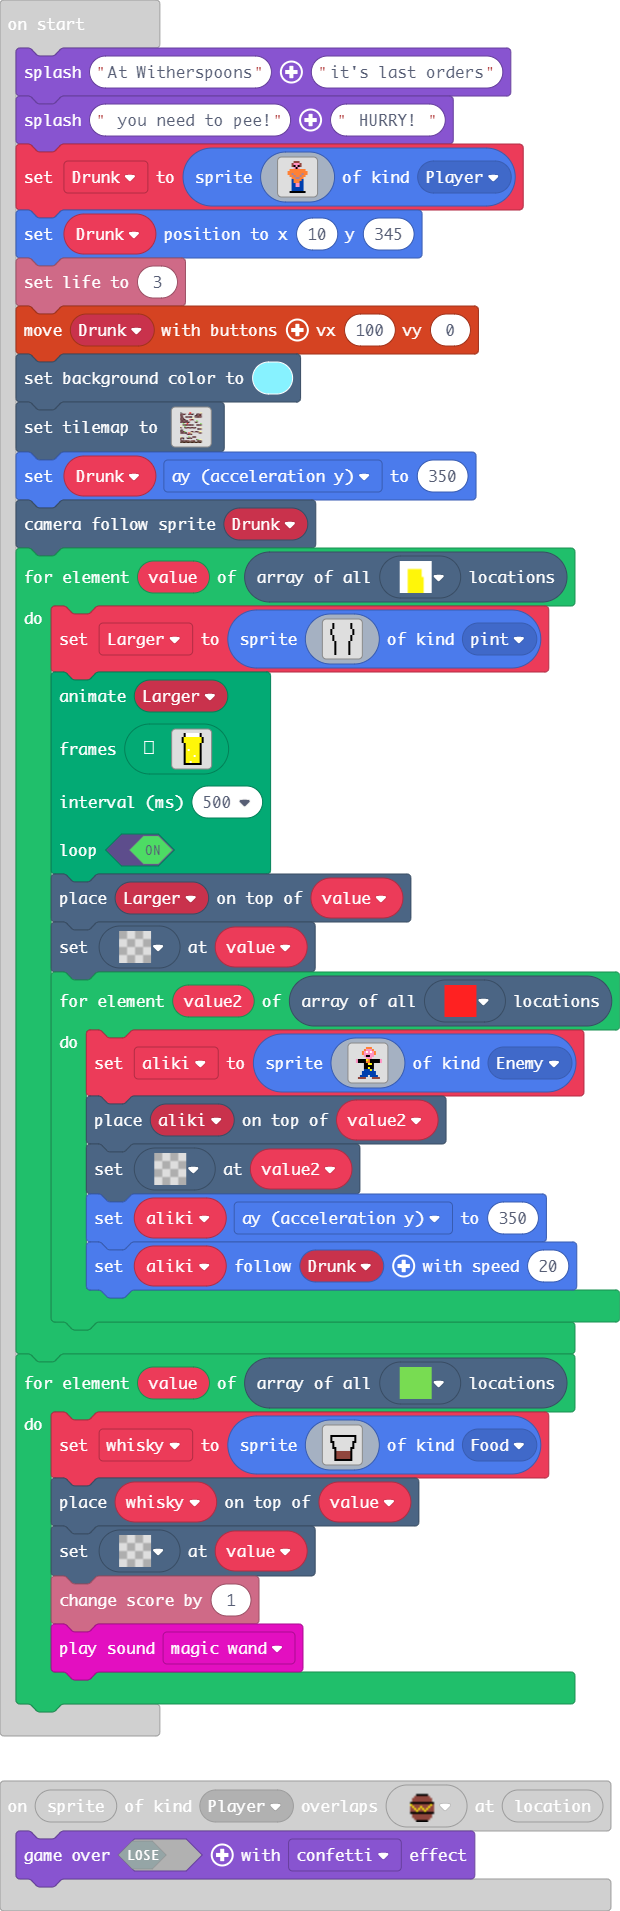 on start
splash "At Witherspoons" "it's last orders"
splash " you need to pee!" " HURRY! "
set Drunk to sprite of kind Player
set Drunk position to x 10 y 345
set life to 3
move Drunk with buttons vx 100 vy 0
set background color to
set tilemap to
set Drunk ay (acceleration y) to 350
camera follow sprite Drunk
for element value of array of all locations
do
set Larger to sprite of kind pint
animate Larger
frames
interval (ms) 500
loop ON
place Larger on top of value
set at value
for element value2 of array of all locations
do
set aliki to sprite of kind Enemy
place aliki on top of value2
set at value2
set aliki ay (acceleration y) to 350
set aliki follow Drunk with speed 20
for element value of array of all locations
do
set whisky to sprite of kind Food
place whisky on top of value
set at value
change score by 1
play sound magic wand
on sprite of kind Player overlaps at location
game over LOSE with confetti effect